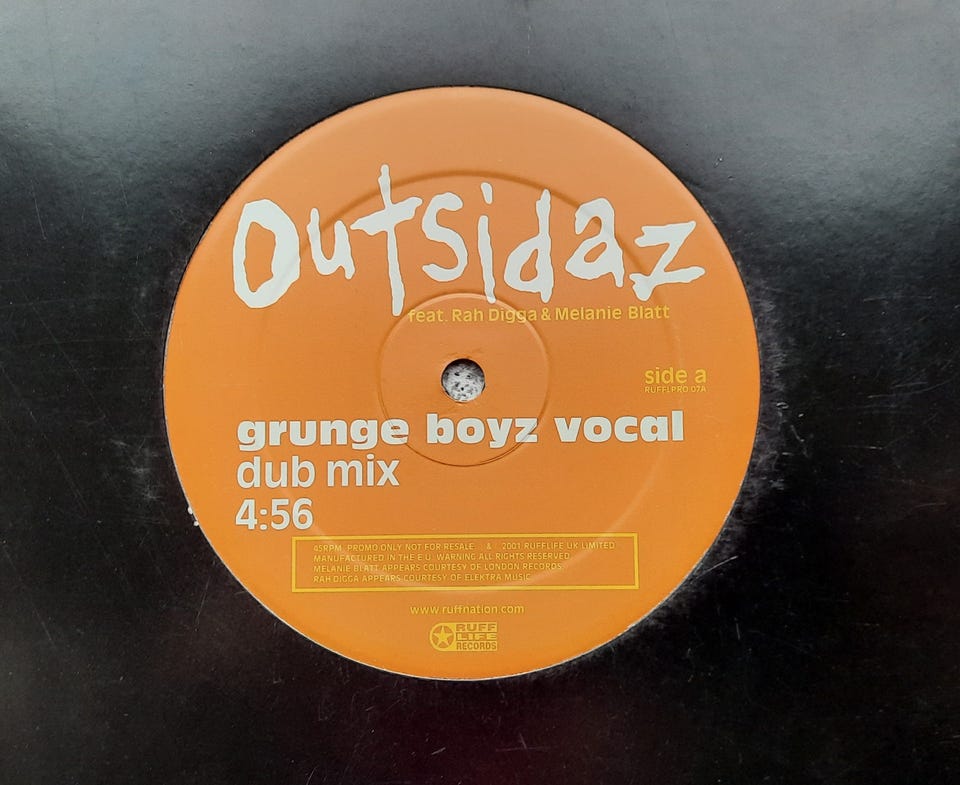 Outsidaz
feat. Rah Digga & Melanie Blatt
side a
RUFFLPRO 07A
grunge boyz vocal
dub mix
4:56
45RPM. PROMO ONLY NOT FOR RESALE. & 2001 RUFFLIFE UK LIMITED
MANUFACTURED IN THE E.U. WARNING ALL RIGHTS RESERVED
MELANIE BLATT APPEARS COURTESY OF LONDON RECORDS.
RAH DIGGA APPEARS COURTESY OF ELEKTRA MUSIC
www.ruffnation.com
RUFF
LIFE
RECORDS